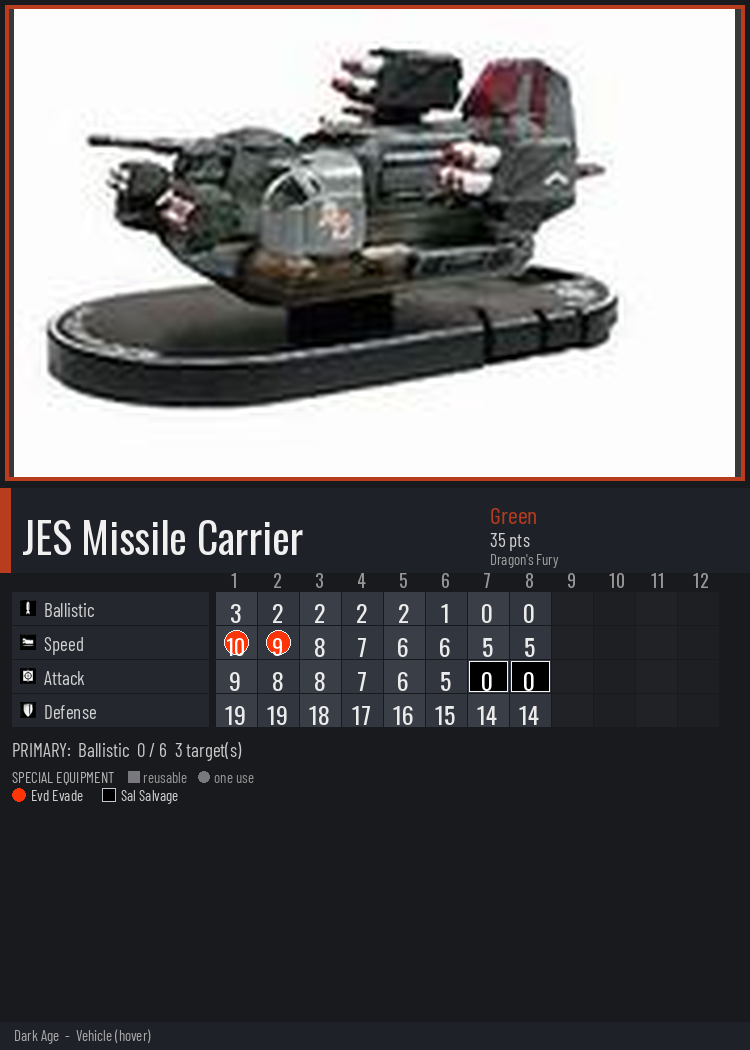 JES Missile Carrier
Green
35 pts
Dragon's Fury
1 2 3 4 5 6 7 8 9 10 11 12
Ballistic 3 2 2 2 2 1 0 0
Speed 10 9 8 7 6 6 5 5
Attack 9 8 8 7 6 5 0 0
Defense 19 19 18 17 16 15 14 14
PRIMARY: Ballistic 0 / 6 3 target(s)
SPECIAL EQUIPMENT reusable one use
Evd Evade Sal Salvage
Dark Age - Vehicle (hover)